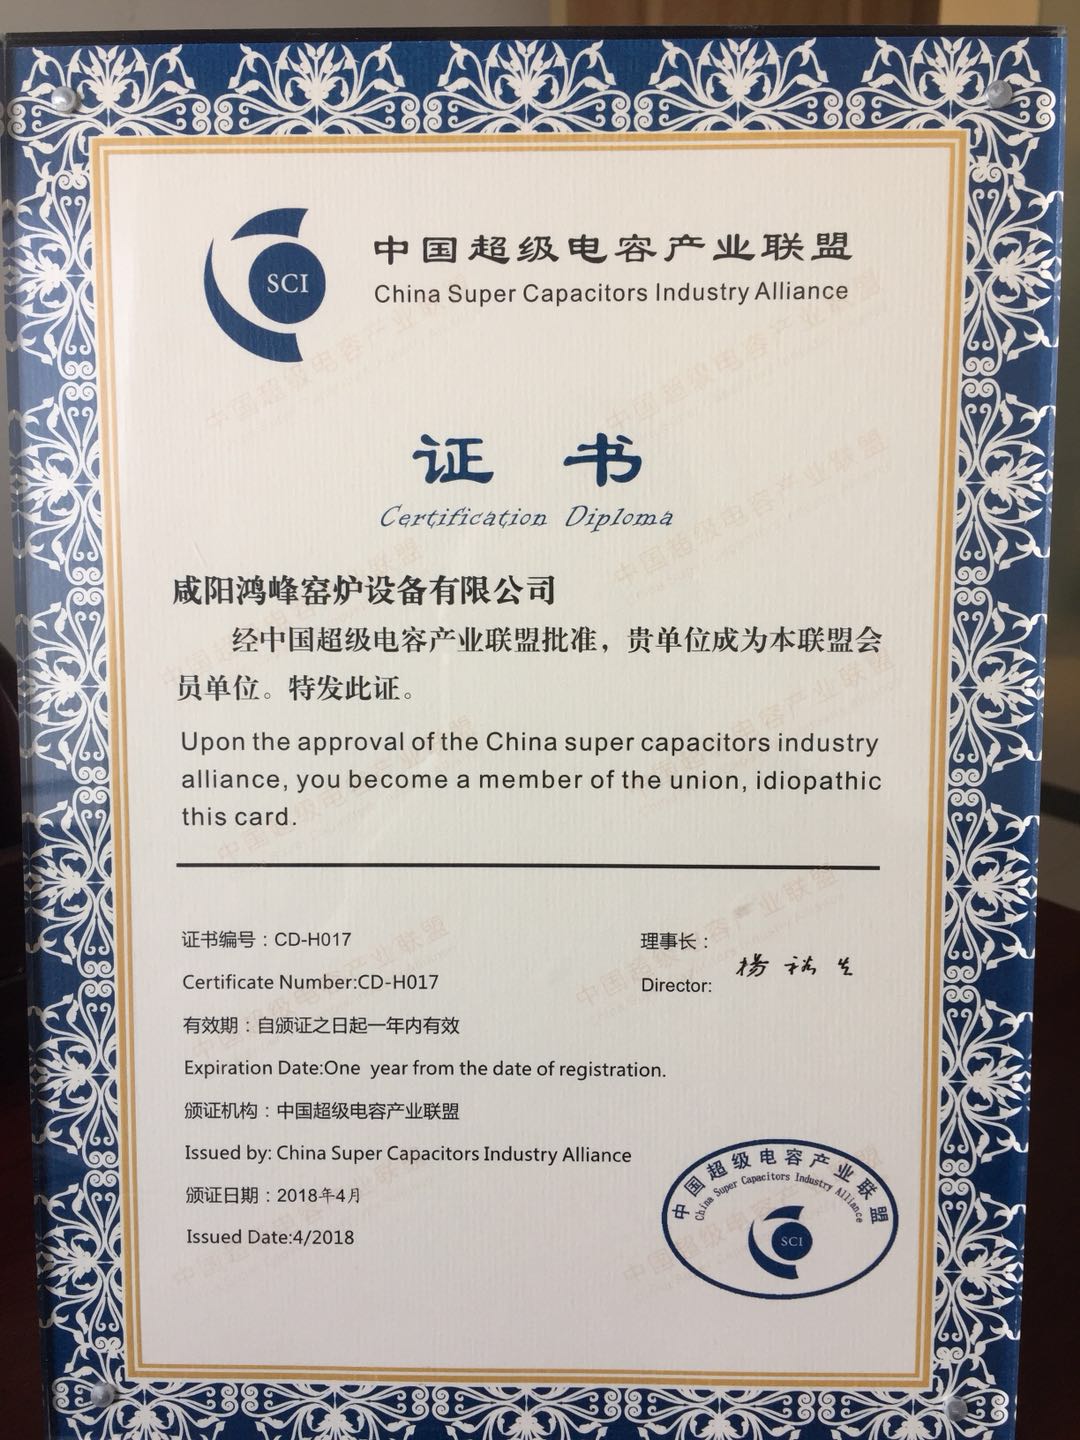 SCI
中国超级电容产业联盟
China Super Capacitors Industry Alliance
证 书
Certification Diploma
咸阳鸿峰窑炉设备有限公司
经中国超级电容产业联盟批准，贵单位成为本联盟会
员单位。特发此证。
Upon the approval of the China super capacitors industry
alliance, you become a member of the union, idiopathic
this card.
证书编号：CD-H017
Certificate Number:CD-H017
有效期：自颁证之日起一年内有效
Expiration Date:One year from the date of registration.
颁证机构：中国超级电容产业联盟
Issued by: China Super Capacitors Industry Alliance
颁证日期：2018年4月
Issued Date:4/2018
理事长：
Director:
中国超级电容产业联盟
China Super Capacitors Industry Alliance
SCI